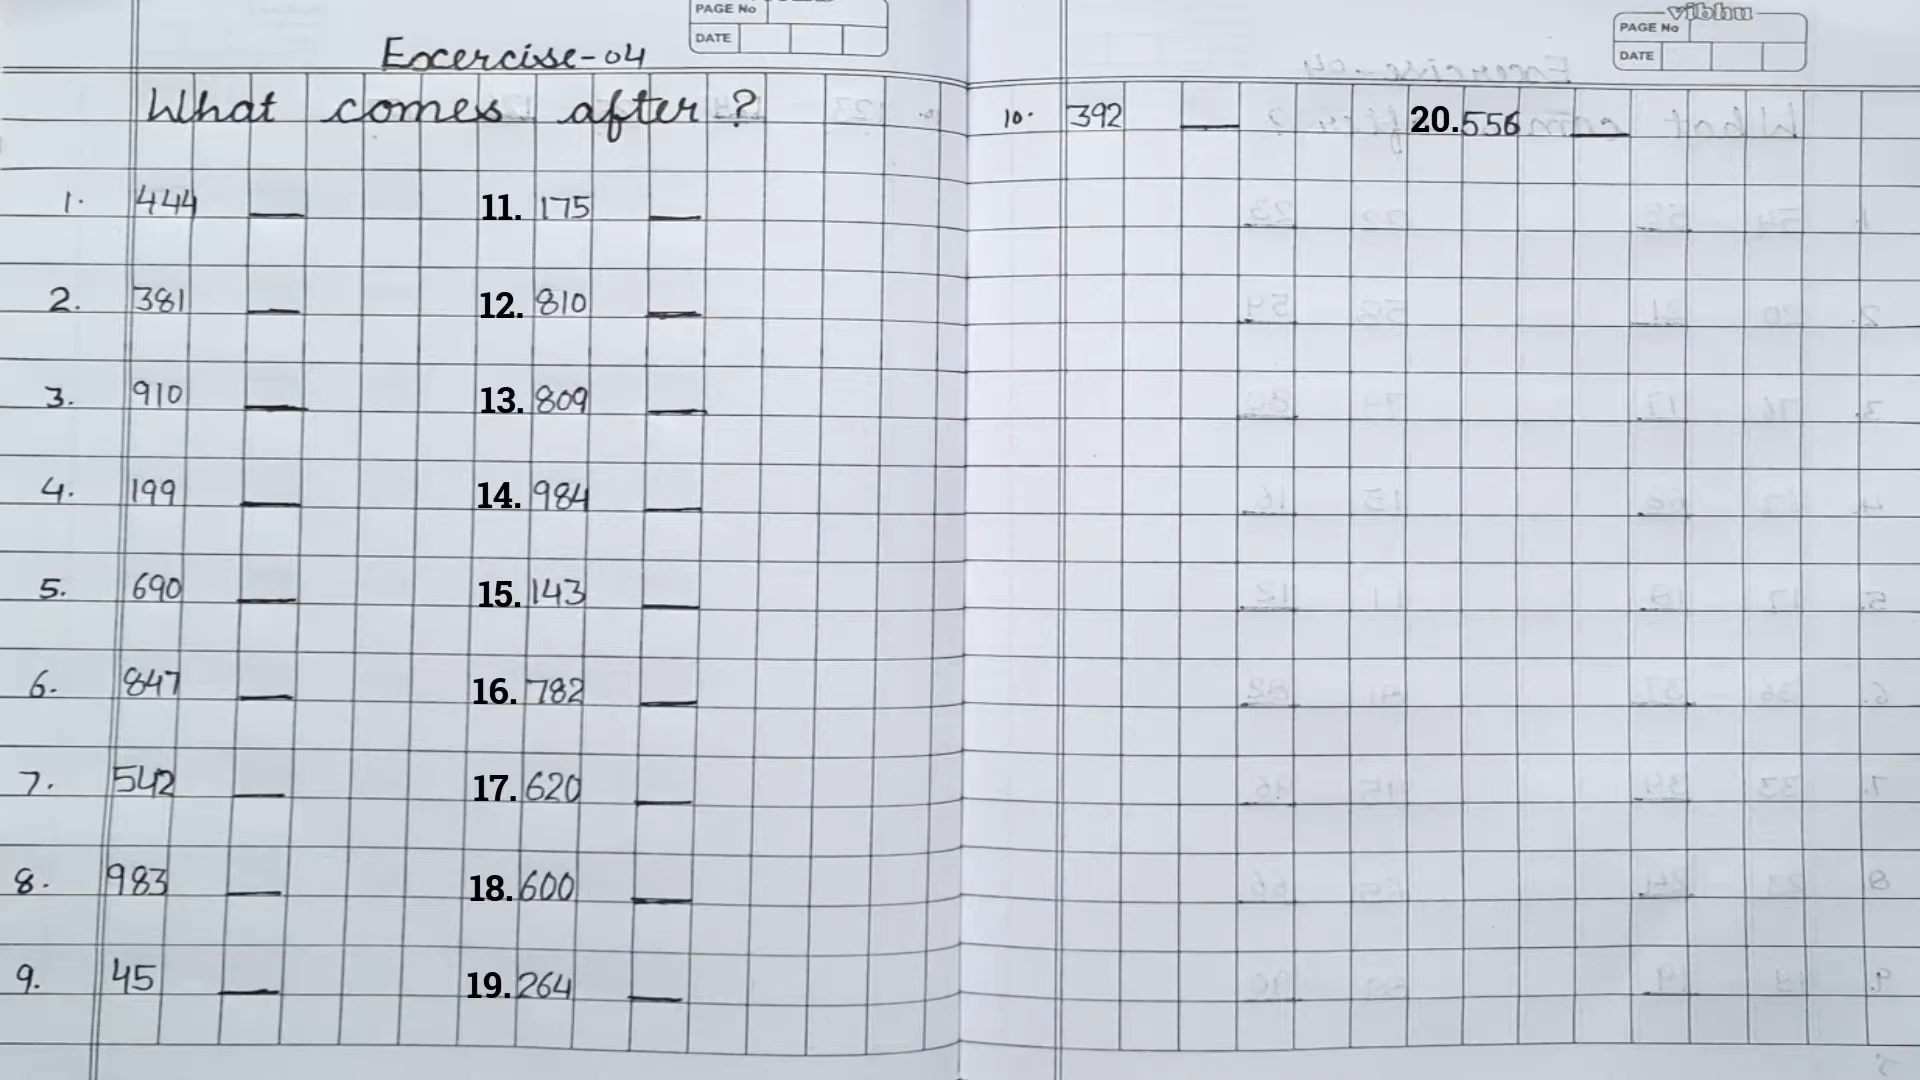 PAGE No
DATE
Excercise-04
What comes after?
1. 444 __ 11. 175 __
2. 381 __ 12. 810 __
3. 910 __ 13. 809 __
4. 199 __ 14. 984 __
5. 690 __ 15. 143 __
6. 847 __ 16. 782 __
7. 542 __ 17. 620 __
8. 983 __ 18. 600 __
9. 45 __ 19. 264 __
vibhu
PAGE No
DATE
10. 392 __ 20. 556 __